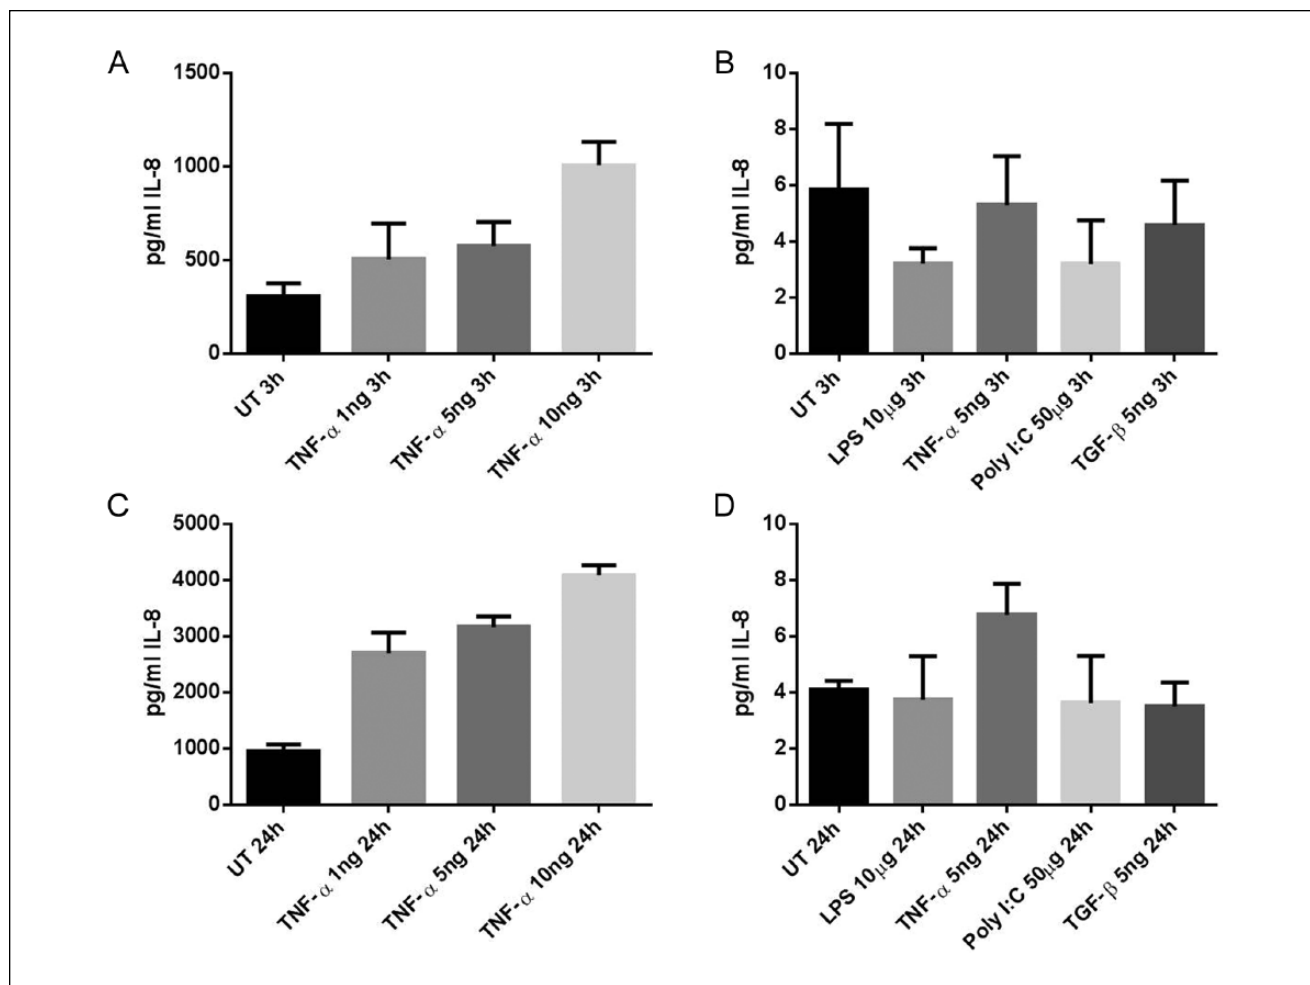 A
1500
1000
500
0
pg/ml IL-8
UT 3h
TNF-α 1ng 3h
TNF-α 5ng 3h
TNF-α 10ng 3h
B
10
8
6
4
2
0
pg/ml IL-8
UT 3h
LPS 10µg 3h
TNF-α 5ng 3h
Poly I:C 50µg 3h
TGF-β 5ng 3h
C
5000
4000
3000
2000
1000
0
pg/ml IL-8
UT 24h
TNF-α 1ng 24h
TNF-α 5ng 24h
TNF-α 10ng 24h
D
10
8
6
4
2
0
pg/ml IL-8
UT 24h
LPS 10µg 24h
TNF-α 5ng 24h
Poly I:C 50µg 24h
TGF-β 5ng 24h